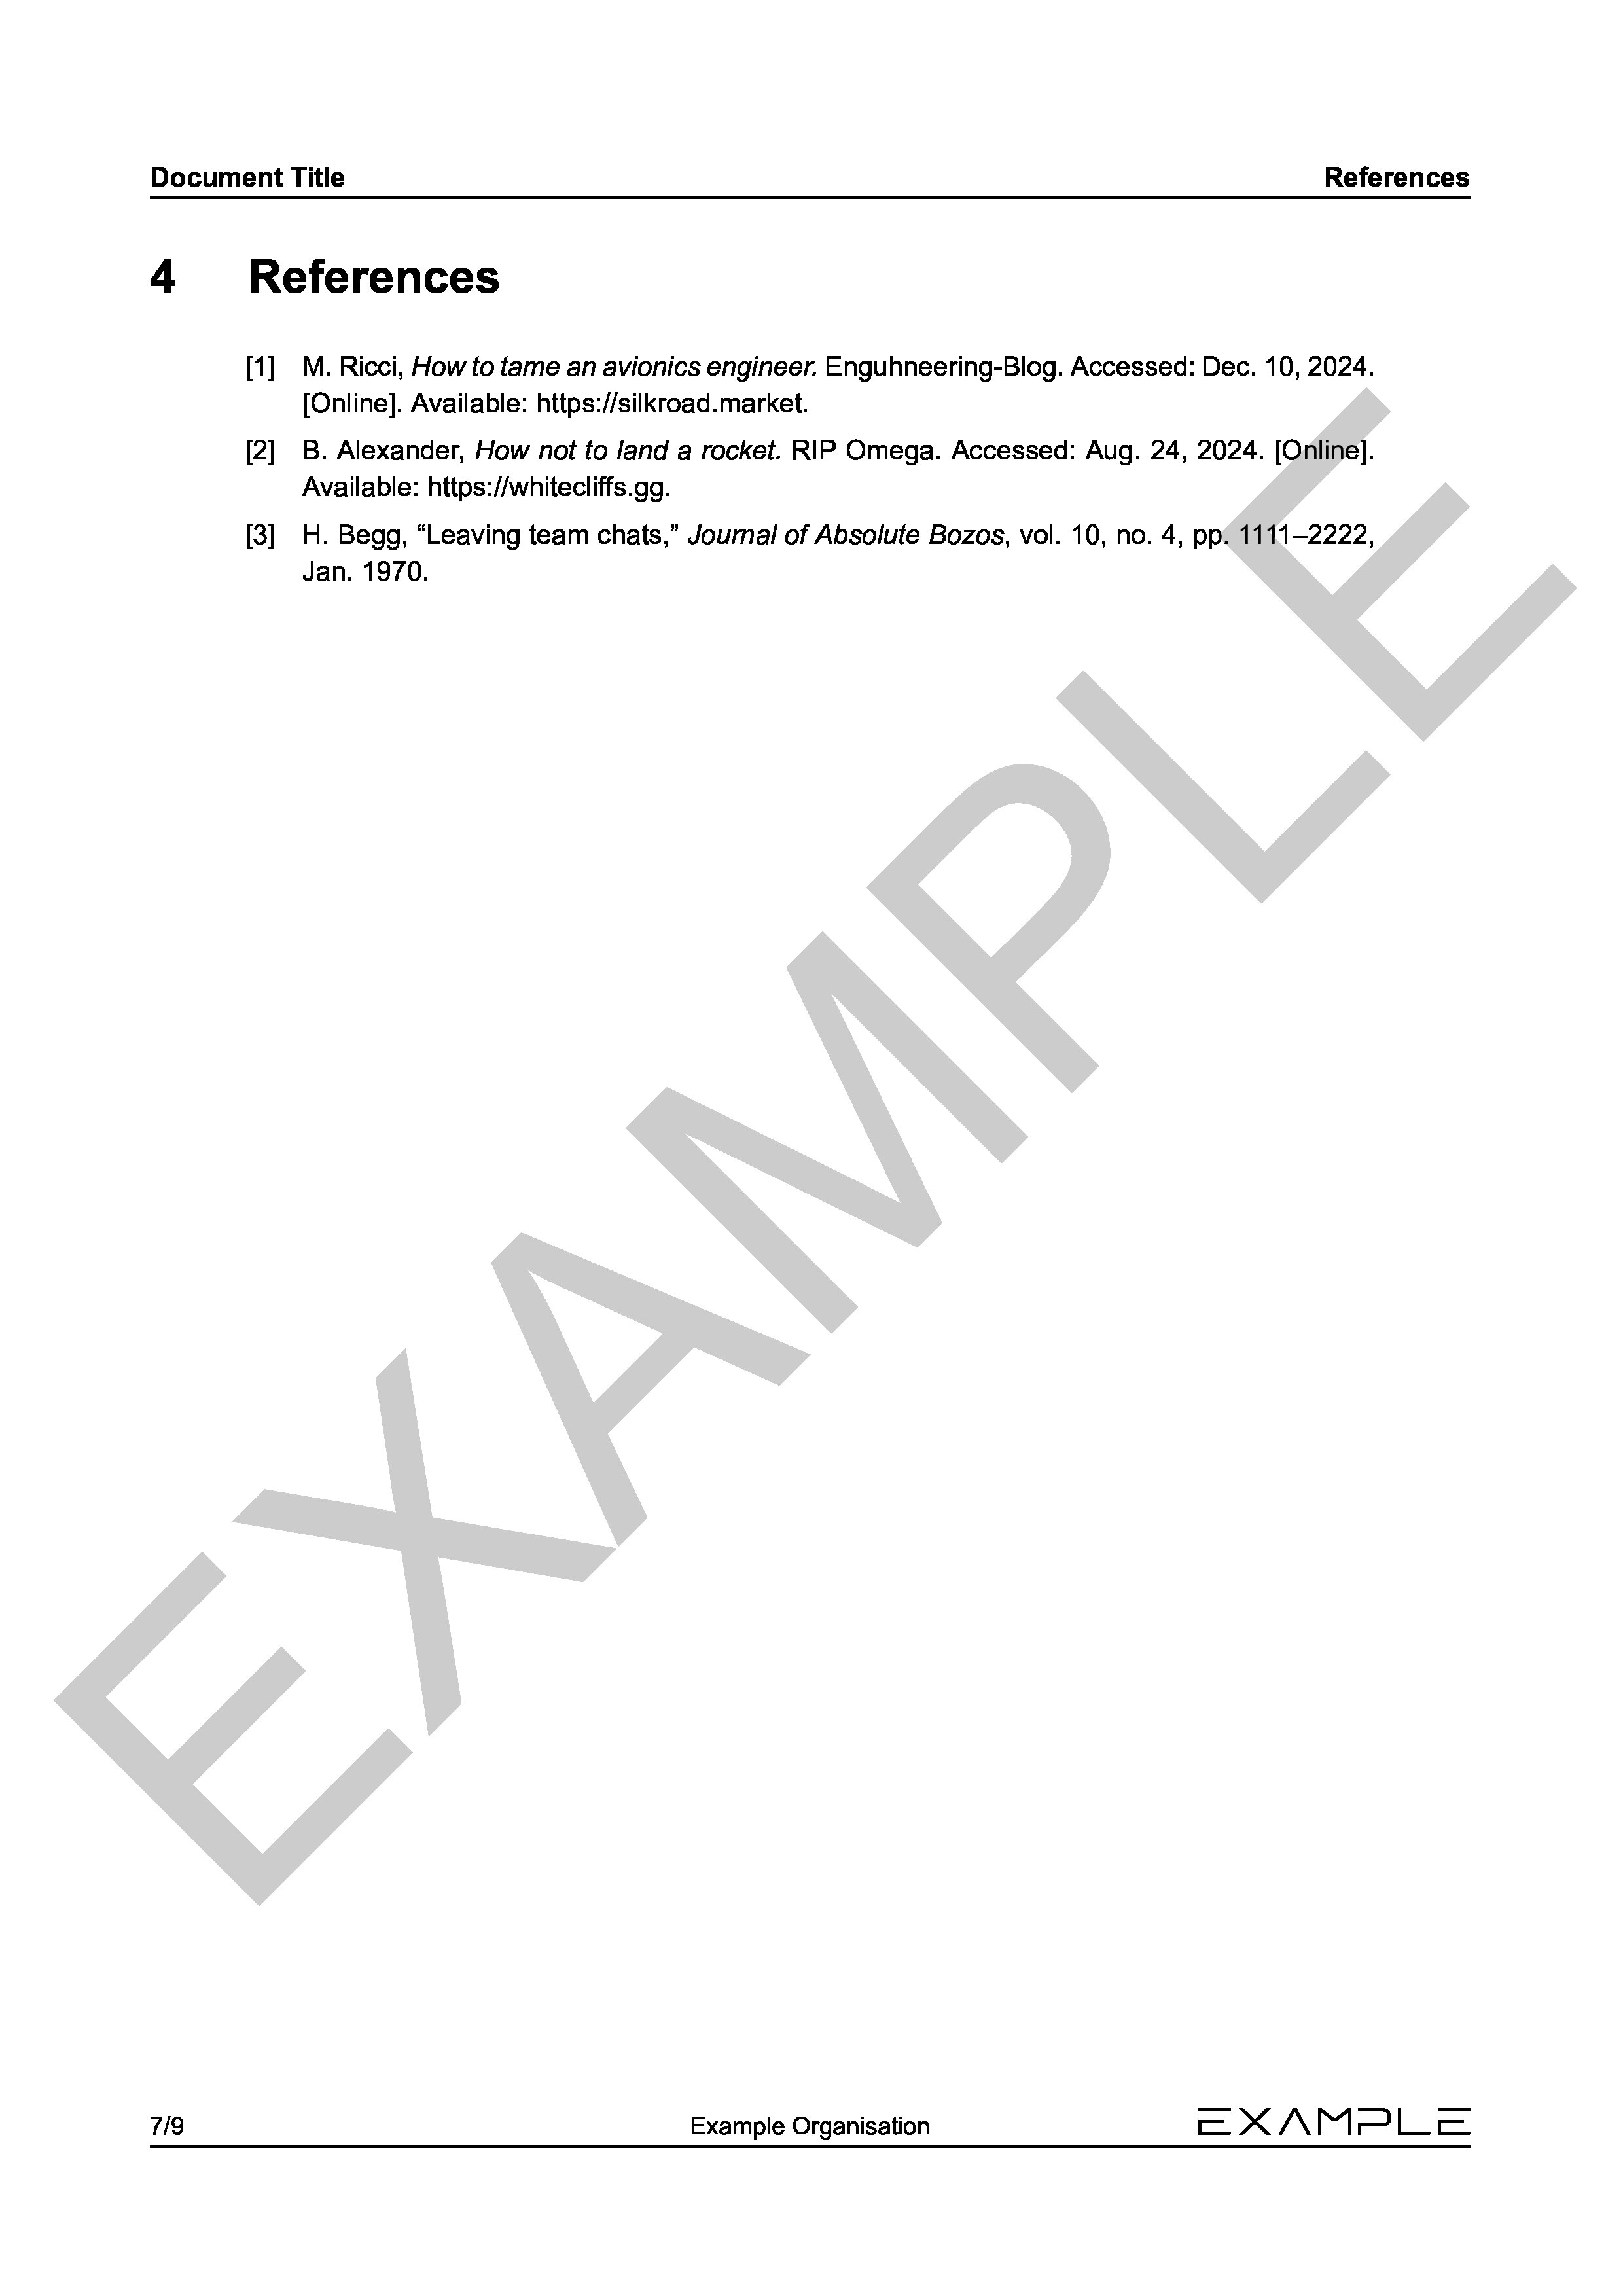 Document Title References
4 References
[1] M. Ricci, How to tame an avionics engineer. Enguhneering-Blog. Accessed: Dec. 10, 2024.
[Online]. Available: https://silkroad.market.
[2] B. Alexander, How not to land a rocket. RIP Omega. Accessed: Aug. 24, 2024. [Online].
Available: https://whitecliffs.gg.
[3] H. Begg, “Leaving team chats,” Journal of Absolute Bozos, vol. 10, no. 4, pp. 1111–2222,
Jan. 1970.
EXAMPLE
7/9 Example Organisation EXAMPLE